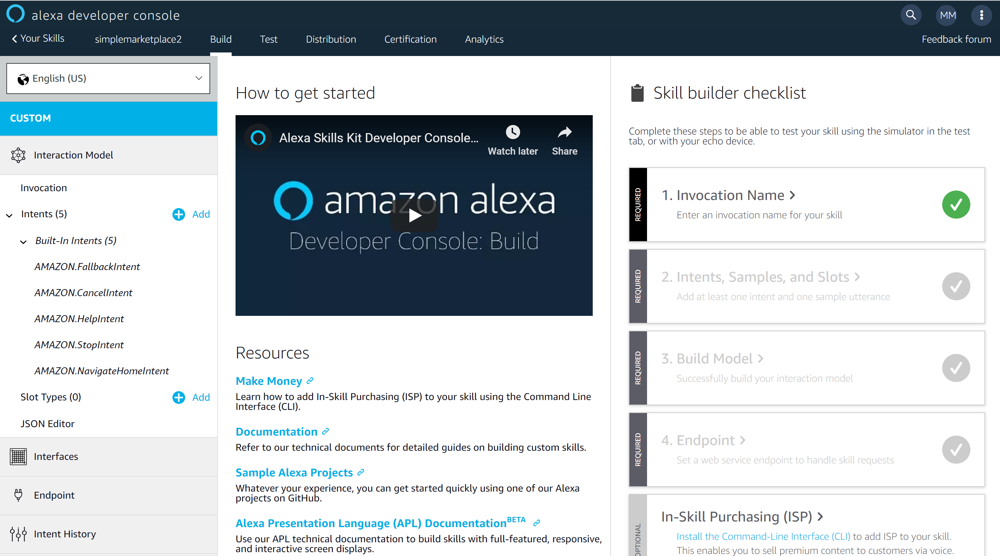 alexa developer console
MM
Your Skills
simplemarketplace2
Build
Test
Distribution
Certification
Analytics
Feedback forum
English (US)
CUSTOM
Interaction Model
Invocation
Intents (5)
Add
Built-In Intents (5)
AMAZON.FallbackIntent
AMAZON.CancelIntent
AMAZON.HelpIntent
AMAZON.StopIntent
AMAZON.NavigateHomeIntent
Slot Types (0)
Add
JSON Editor
Interfaces
Endpoint
Intent History
How to get started
Alexa Skills Kit Developer Console...
Watch later
Share
amazon alexa
Developer Console: Build
Resources
Make Money
Learn how to add In-Skill Purchasing (ISP) to your skill using the Command Line
Interface (CLI).
Documentation
Refer to our technical documents for detailed guides on building custom skills.
Sample Alexa Projects
Whatever your experience, you can get started quickly using one of our Alexa
projects on GitHub.
Alexa Presentation Language (APL) Documentation BETA
Use our APL technical documentation to build skills with full-featured, responsive,
and interactive screen displays.
Skill builder checklist
Complete these steps to be able to test your skill using the simulator in the test
tab, or with your echo device.
REQUIRED
1. Invocation Name
Enter an invocation name for your skill
REQUIRED
2. Intents, Samples, and Slots
Add at least one intent and one sample utterance
REQUIRED
3. Build Model
Successfully build your interaction model
REQUIRED
4. Endpoint
Set a web service endpoint to handle skill requests
OPTIONAL
In-Skill Purchasing (ISP)
Install the Command-Line Interface (CLI) to add ISP to your skill.
This enables you to sell premium content to customers via voice.